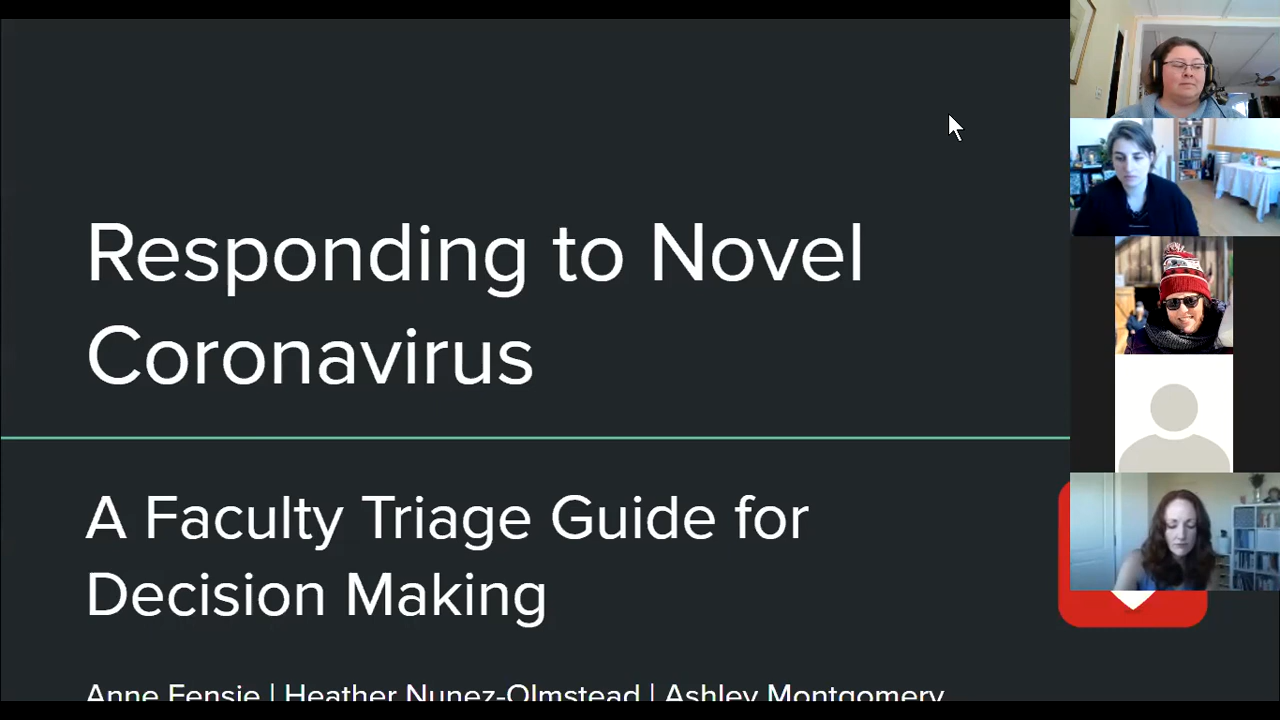 Responding to Novel
Coronavirus
A Faculty Triage Guide for
Decision Making
Anne Fensie | Heather Nunez-Olmstead | Ashley Montgomery